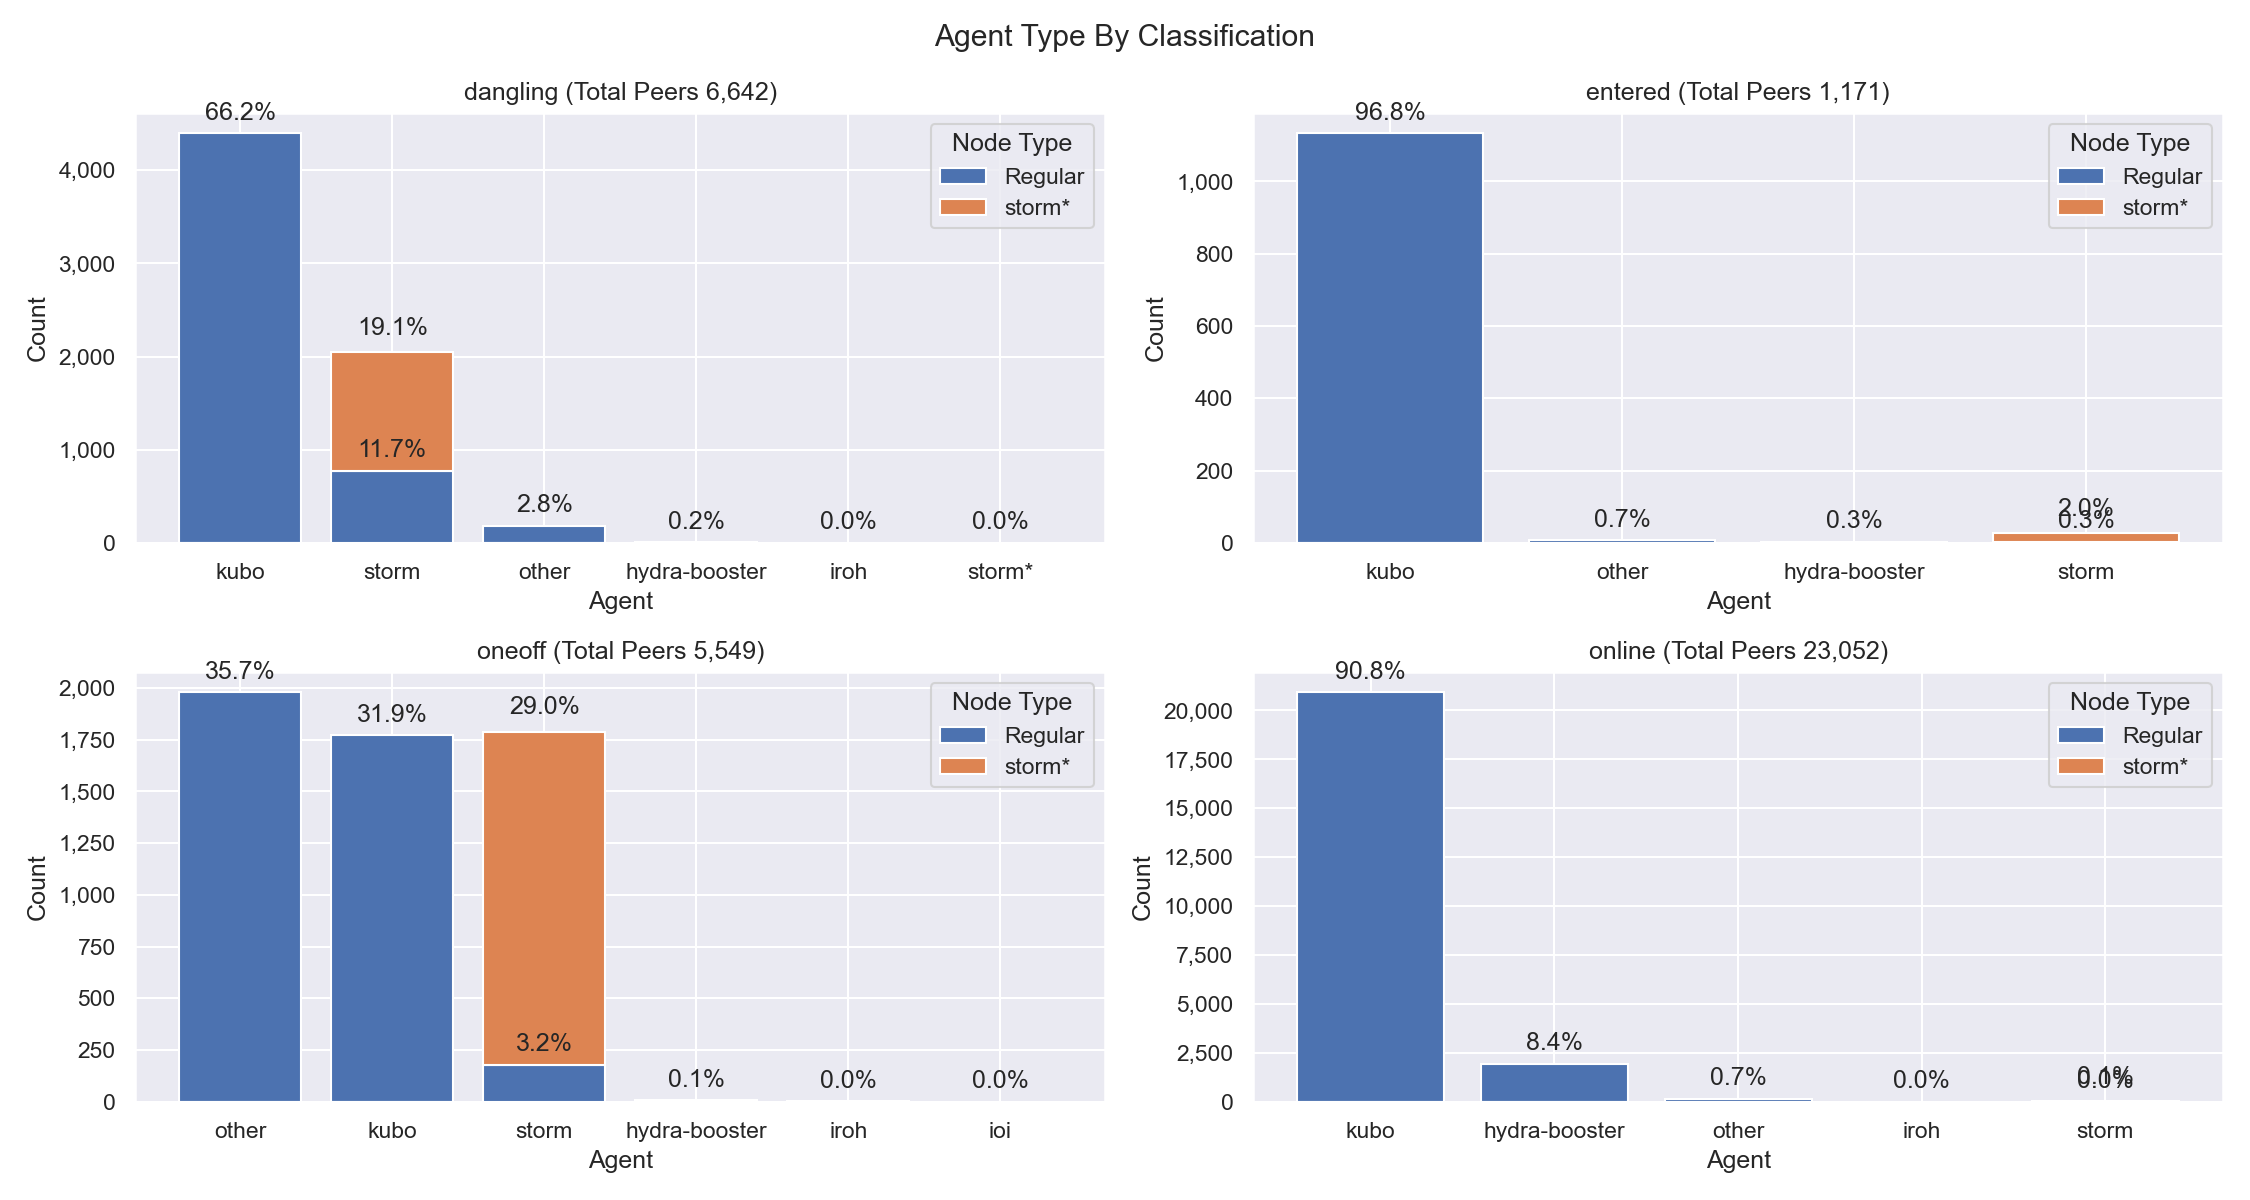 Agent Type By Classification
dangling (Total Peers 6,642)
66.2%
19.1%
11.7%
2.8%
0.2%
0.0%
0.0%
Node Type
Regular
storm*
4,000
3,000
2,000
1,000
0
Count
kubo
storm
other
hydra-booster
iroh
storm*
Agent
entered (Total Peers 1,171)
96.8%
0.7%
0.3%
2.0%
0.3%
Node Type
Regular
storm*
1,000
800
600
400
200
0
Count
kubo
other
hydra-booster
storm
Agent
oneoff (Total Peers 5,549)
35.7%
31.9%
29.0%
3.2%
0.1%
0.0%
0.0%
Node Type
Regular
storm*
2,000
1,750
1,500
1,250
1,000
750
500
250
0
Count
other
kubo
storm
hydra-booster
iroh
ioi
Agent
online (Total Peers 23,052)
90.8%
8.4%
0.7%
0.0%
0.1%
0.0%
Node Type
Regular
storm*
20,000
17,500
15,000
12,500
10,000
7,500
5,000
2,500
0
Count
kubo
hydra-booster
other
iroh
storm
Agent